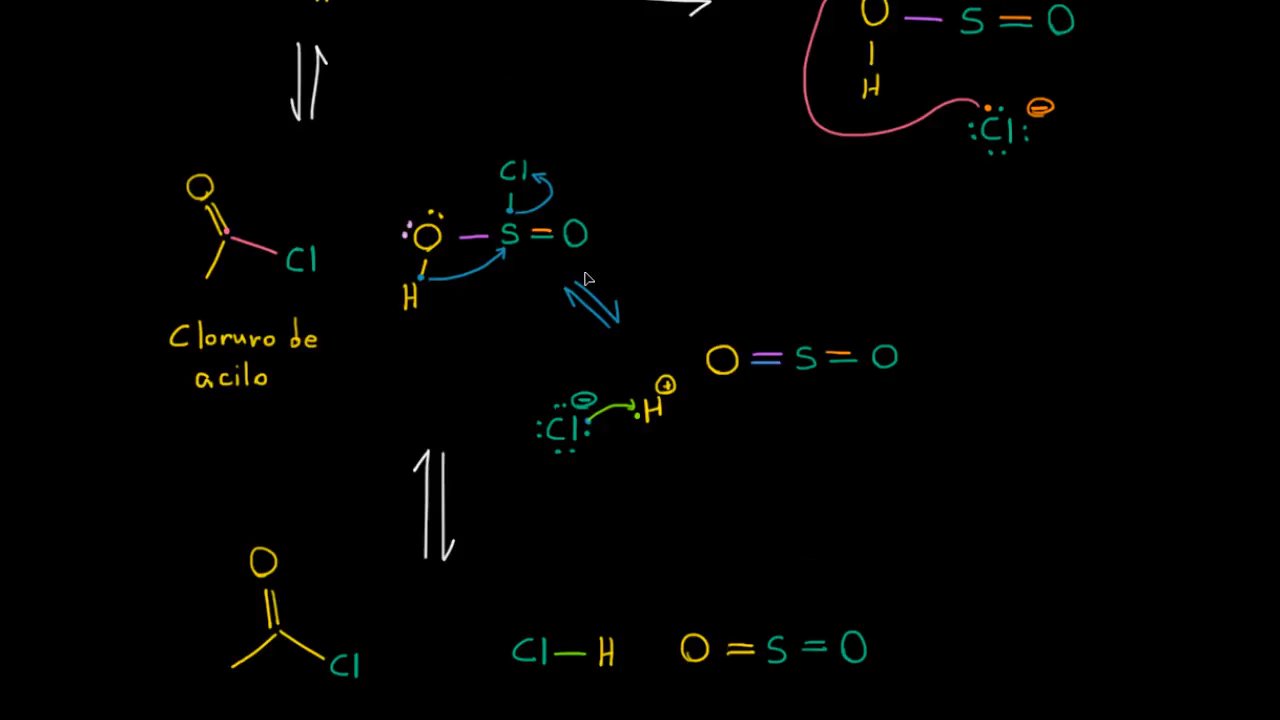 O — S = O
H
:Cl: ⊖
O
Cl
:O — S = O
Cl
H
Cloruro de
acilo
O = S = O
:Cl: ⊖
H ⊕
O
Cl
Cl — H
O = S = O